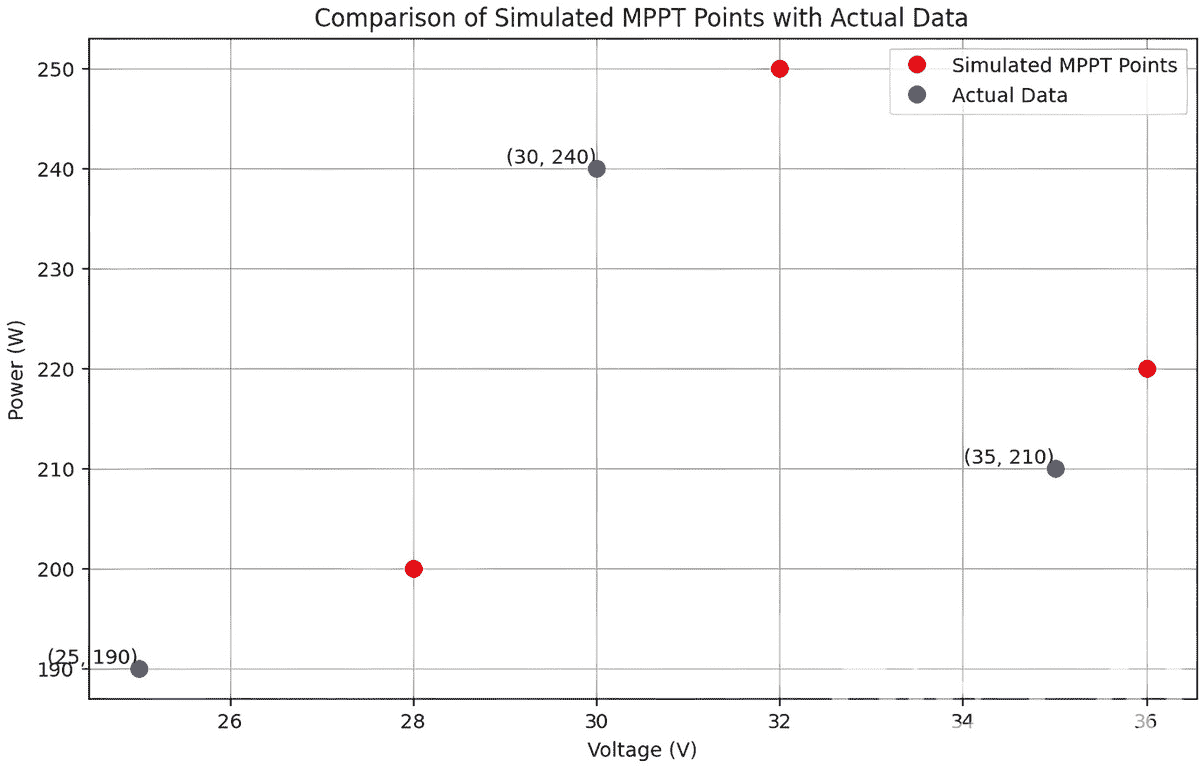 Comparison of Simulated MPPT Points with Actual Data
Simulated MPPT Points
Actual Data
250
240
230
220
210
200
190
(30, 240)
(35, 210)
(25, 190)
Power (W)
26 28 30 32 34 36
Voltage (V)